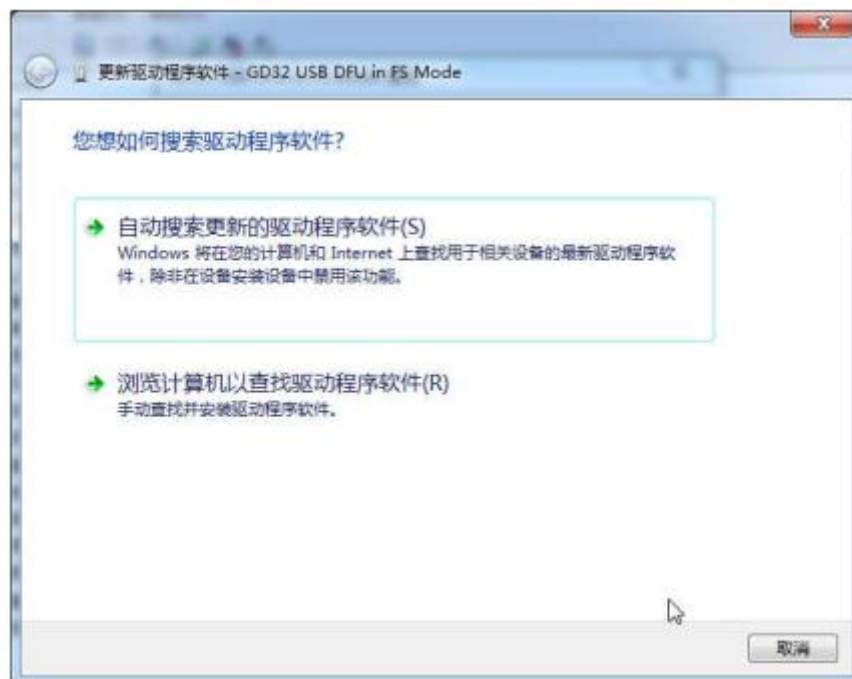 更新驱动程序软件 - GD32 USB DFU in FS Mode
您想如何搜索驱动程序软件?
自动搜索更新的驱动程序软件(S)
Windows 将在您的计算机和 Internet 上查找用于相关设备的最新驱动程序软
件，除非在设备安装设备中禁用该功能。
浏览计算机以查找驱动程序软件(R)
手动查找并安装驱动程序软件。
取消